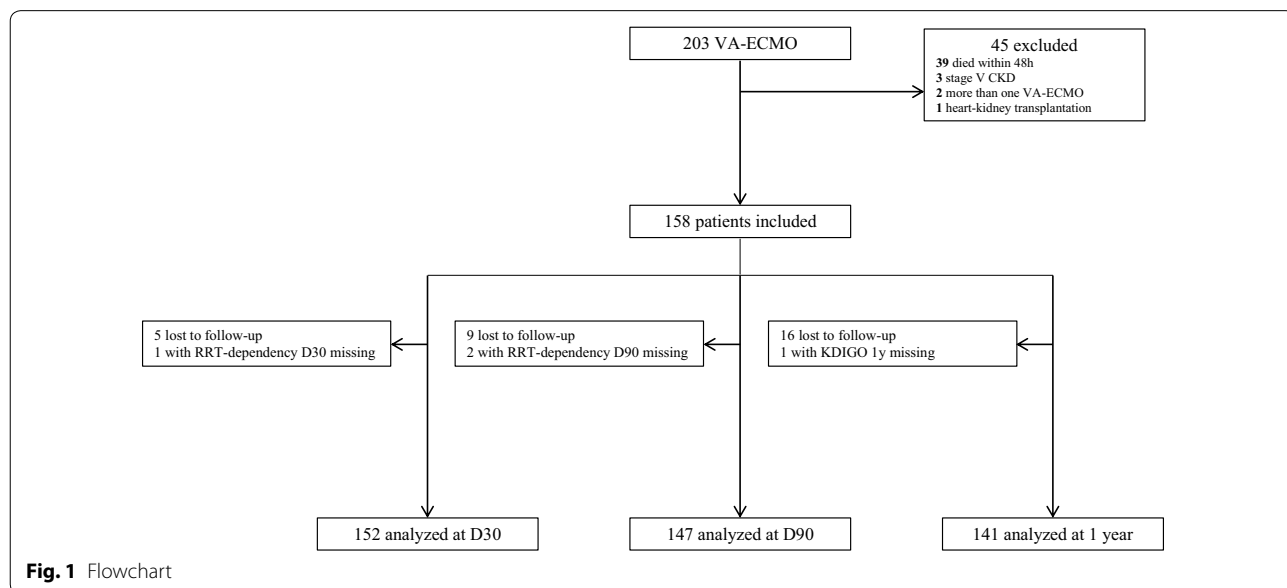 203 VA-ECMO
45 excluded
39 died within 48h
3 stage V CKD
2 more than one VA-ECMO
1 heart-kidney transplantation
158 patients included
5 lost to follow-up
1 with RRT-dependency D30 missing
9 lost to follow-up
2 with RRT-dependency D90 missing
16 lost to follow-up
1 with KDIGO 1y missing
152 analyzed at D30
147 analyzed at D90
141 analyzed at 1 year
Fig. 1 Flowchart